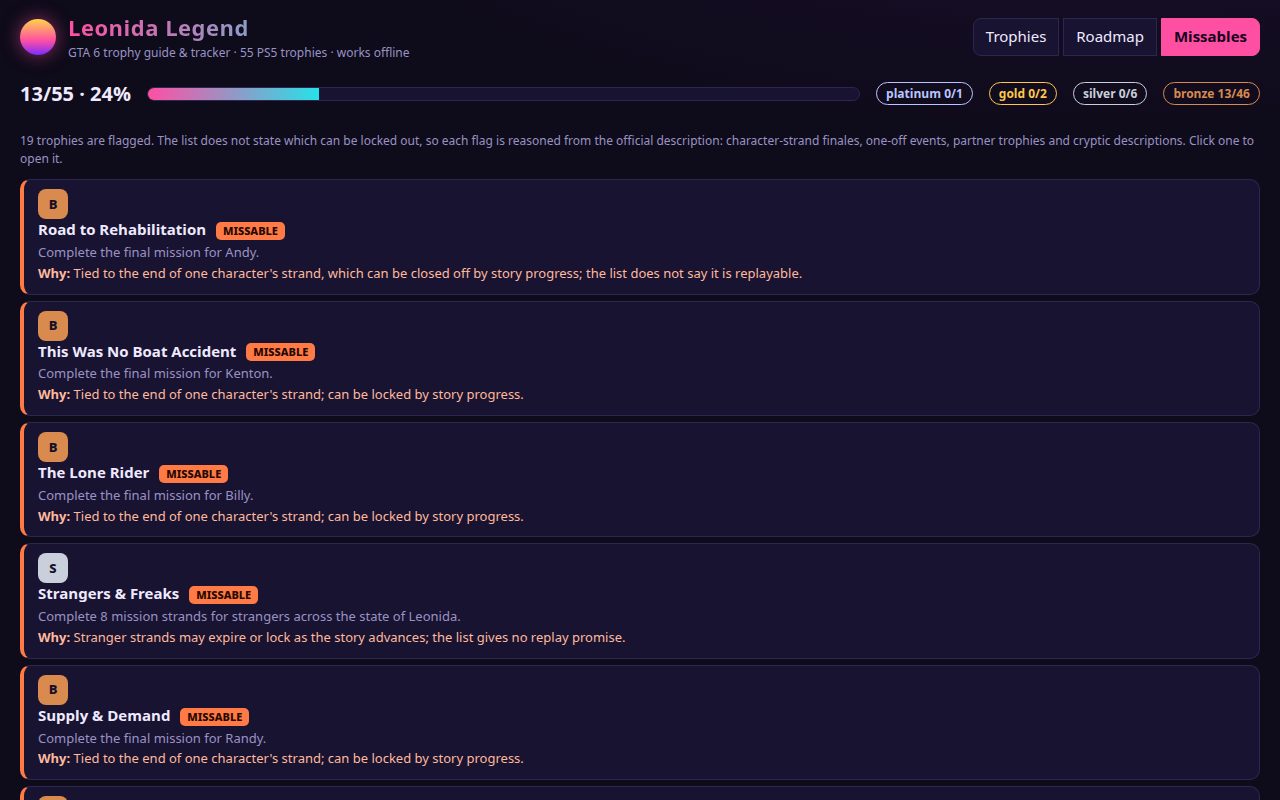 Leonida Legend
GTA 6 trophy guide & tracker · 55 PS5 trophies · works offline
Trophies
Roadmap
Missables
13/55 · 24%
platinum 0/1
gold 0/2
silver 0/6
bronze 13/46
19 trophies are flagged. The list does not state which can be locked out, so each flag is reasoned from the official description: character-strand finales, one-off events, partner trophies and cryptic descriptions. Click one to
open it.
B
Road to Rehabilitation MISSABLE
Complete the final mission for Andy.
Why: Tied to the end of one character's strand, which can be closed off by story progress; the list does not say it is replayable.
B
This Was No Boat Accident MISSABLE
Complete the final mission for Kenton.
Why: Tied to the end of one character's strand; can be locked by story progress.
B
The Lone Rider MISSABLE
Complete the final mission for Billy.
Why: Tied to the end of one character's strand; can be locked by story progress.
S
Strangers & Freaks MISSABLE
Complete 8 mission strands for strangers across the state of Leonida.
Why: Stranger strands may expire or lock as the story advances; the list gives no replay promise.
B
Supply & Demand MISSABLE
Complete the final mission for Randy.
Why: Tied to the end of one character's strand; can be locked by story progress.